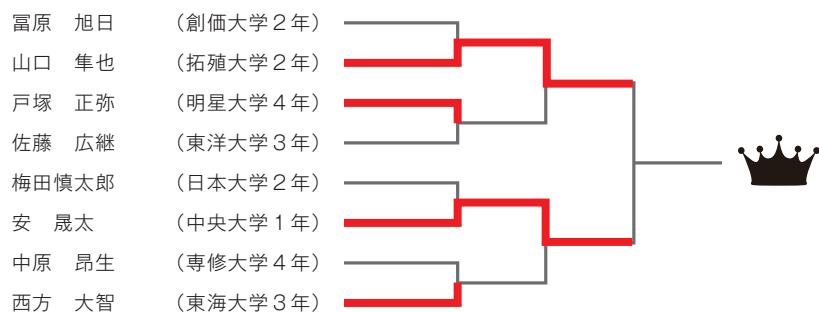 冨原　旭日　（創価大学２年）
山口　隼也　（拓殖大学２年）
戸塚　正弥　（明星大学４年）
佐藤　広継　（東洋大学３年）
梅田慎太郎　（日本大学２年）
安　晟太　（中央大学１年）
中原　昂生　（専修大学４年）
西方　大智　（東海大学３年）